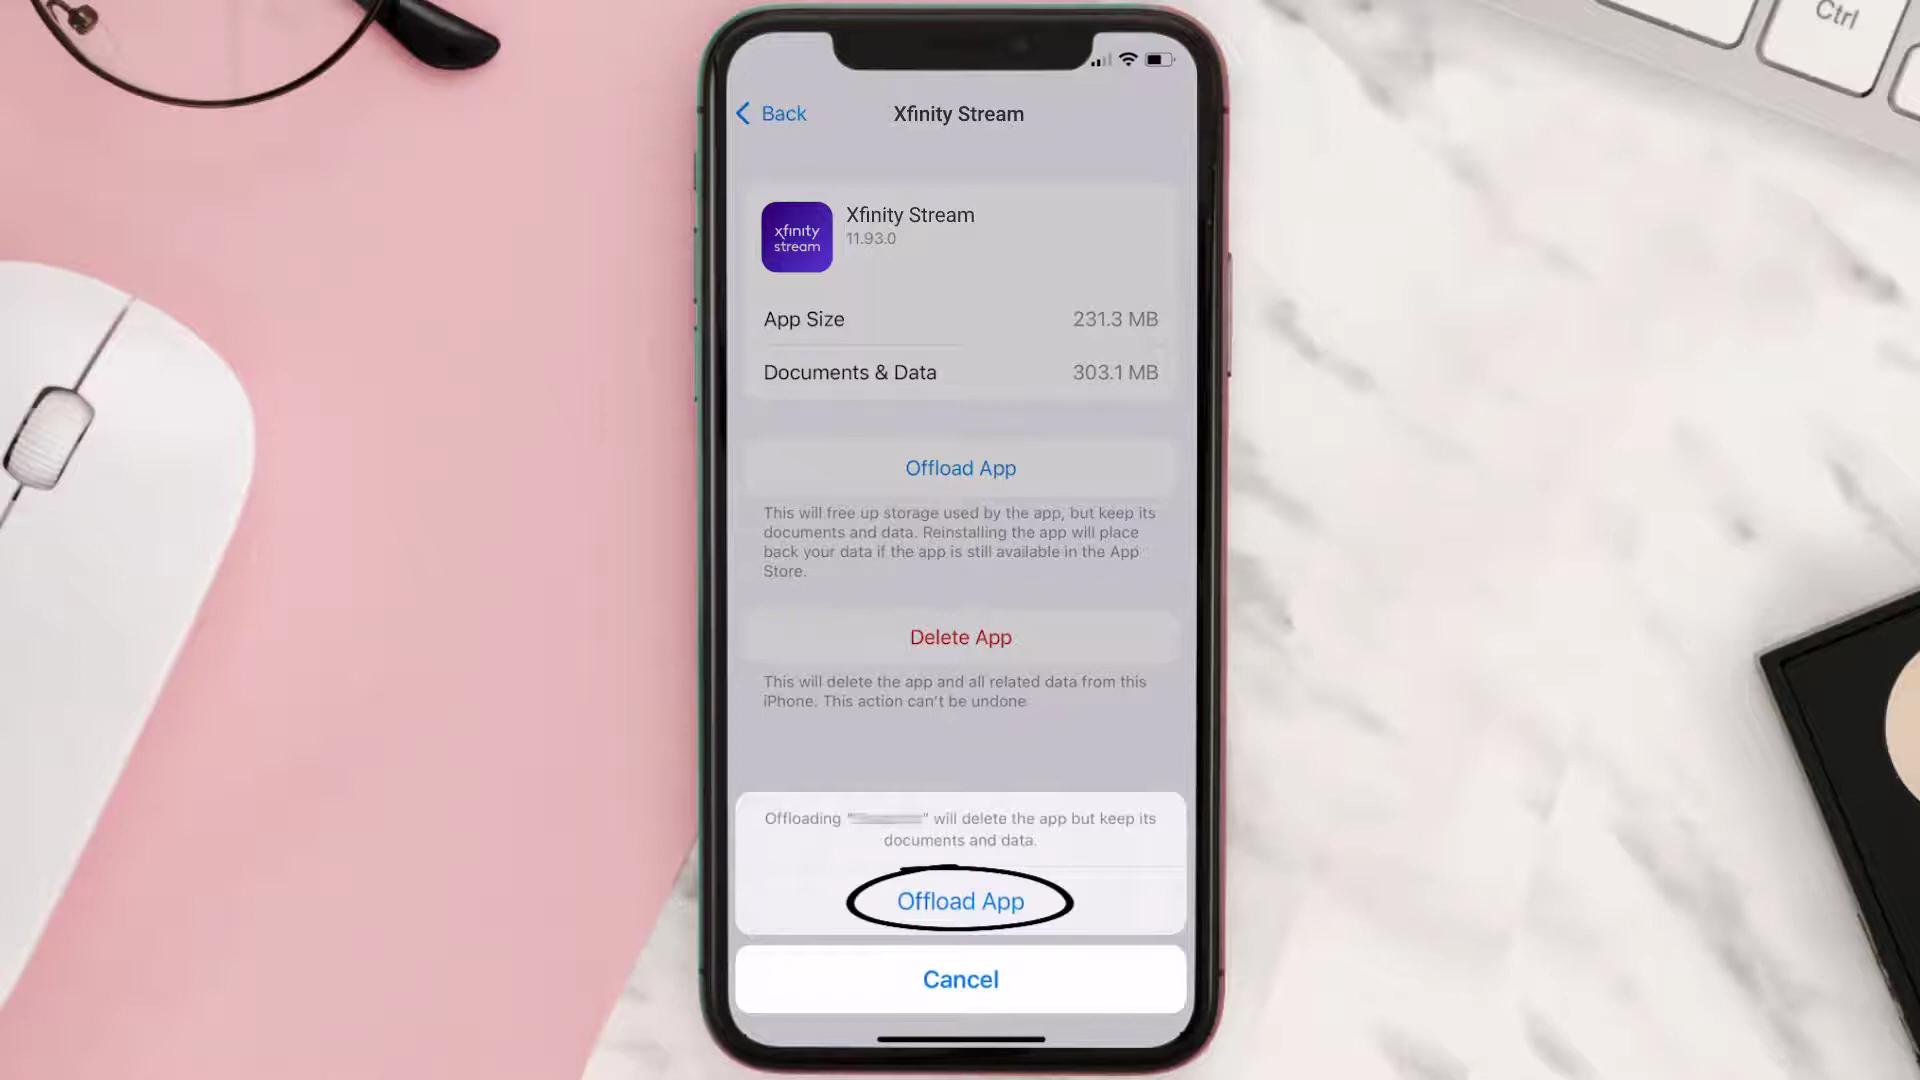 Ctrl
Back
Xfinity Stream
xfinity
stream
Xfinity Stream
11.93.0
App Size
231.3 MB
Documents & Data
303.1 MB
Offload App
This will free up storage used by the app, but keep its
documents and data. Reinstalling the app will place
back your data if the app is still available in the App
Store.
Delete App
This will delete the app and all related data from this
iPhone. This action can't be undone
Offloading " " will delete the app but keep its
documents and data.
Offload App
Cancel